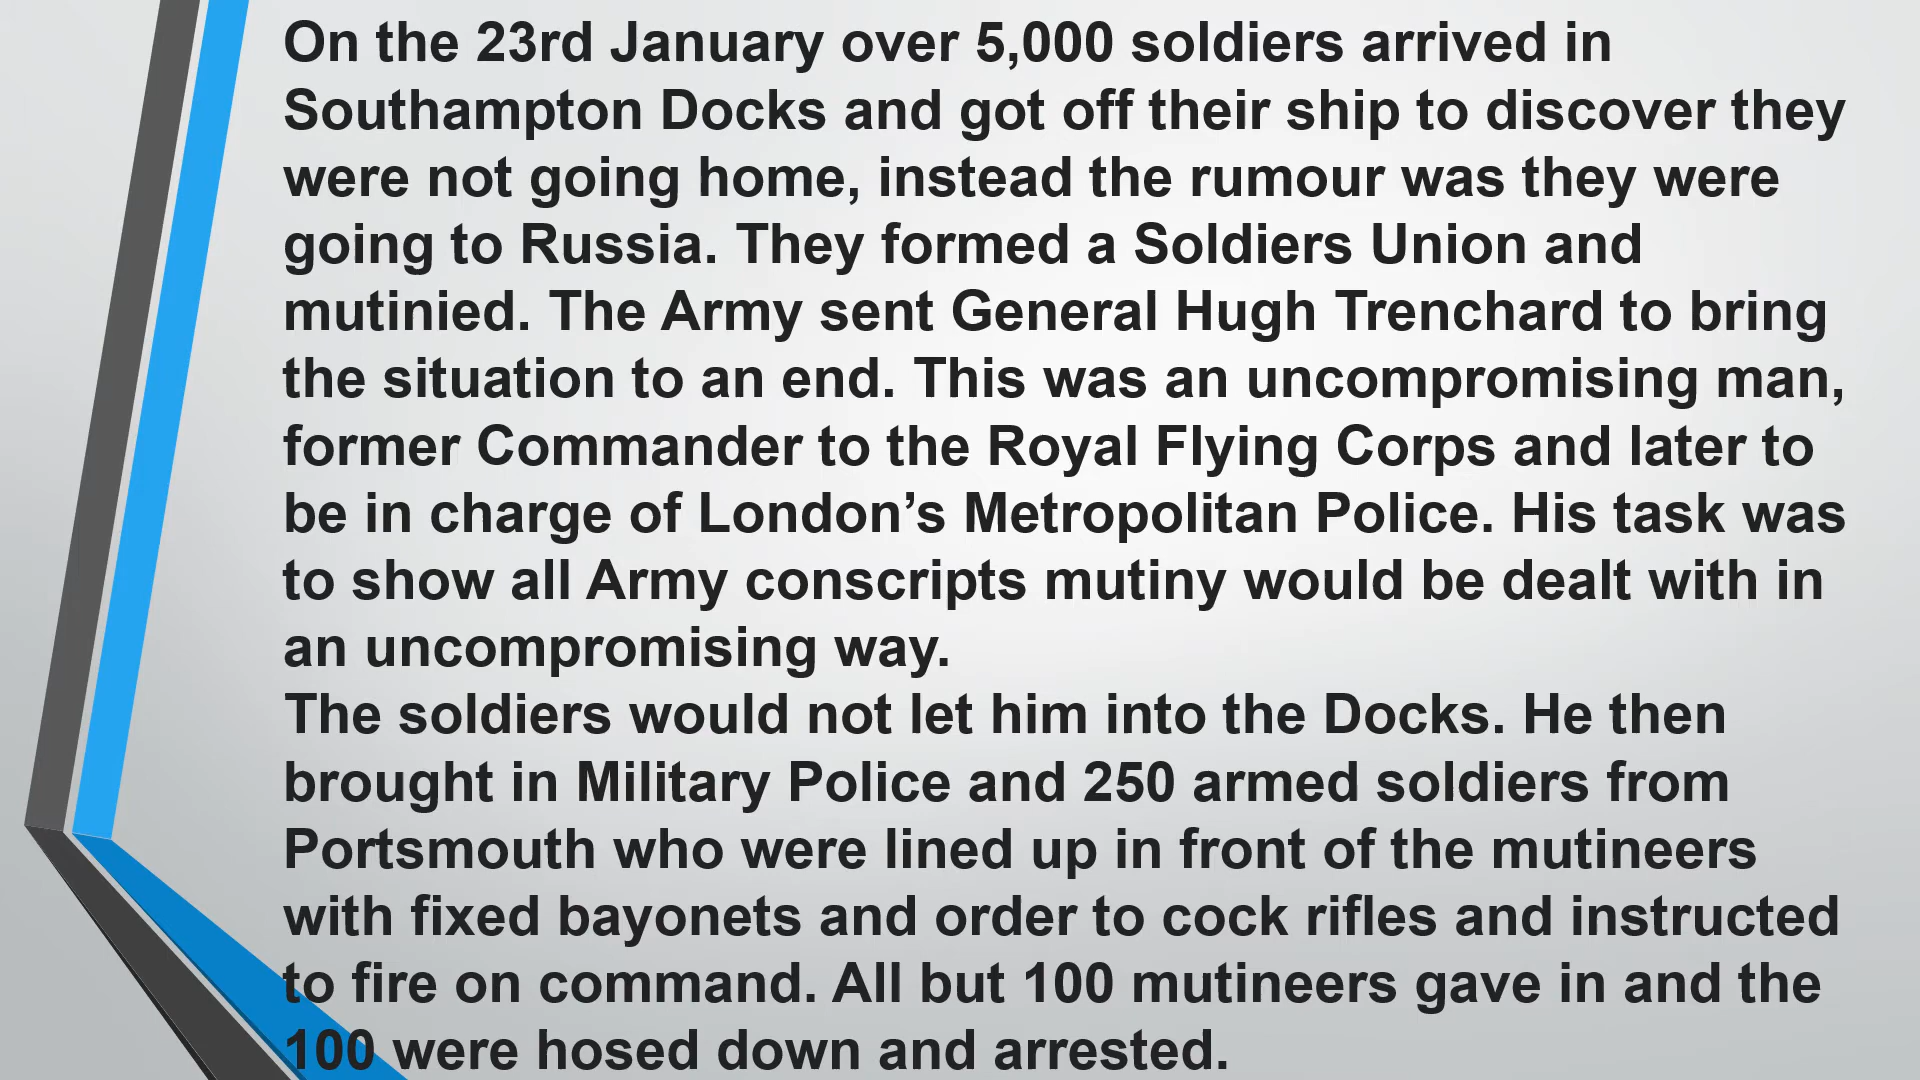 On the 23rd January over 5,000 soldiers arrived in
Southampton Docks and got off their ship to discover they
were not going home, instead the rumour was they were
going to Russia. They formed a Soldiers Union and
mutinied. The Army sent General Hugh Trenchard to bring
the situation to an end. This was an uncompromising man,
former Commander to the Royal Flying Corps and later to
be in charge of London’s Metropolitan Police. His task was
to show all Army conscripts mutiny would be dealt with in
an uncompromising way.
The soldiers would not let him into the Docks. He then
brought in Military Police and 250 armed soldiers from
Portsmouth who were lined up in front of the mutineers
with fixed bayonets and order to cock rifles and instructed
to fire on command. All but 100 mutineers gave in and the
100 were hosed down and arrested.